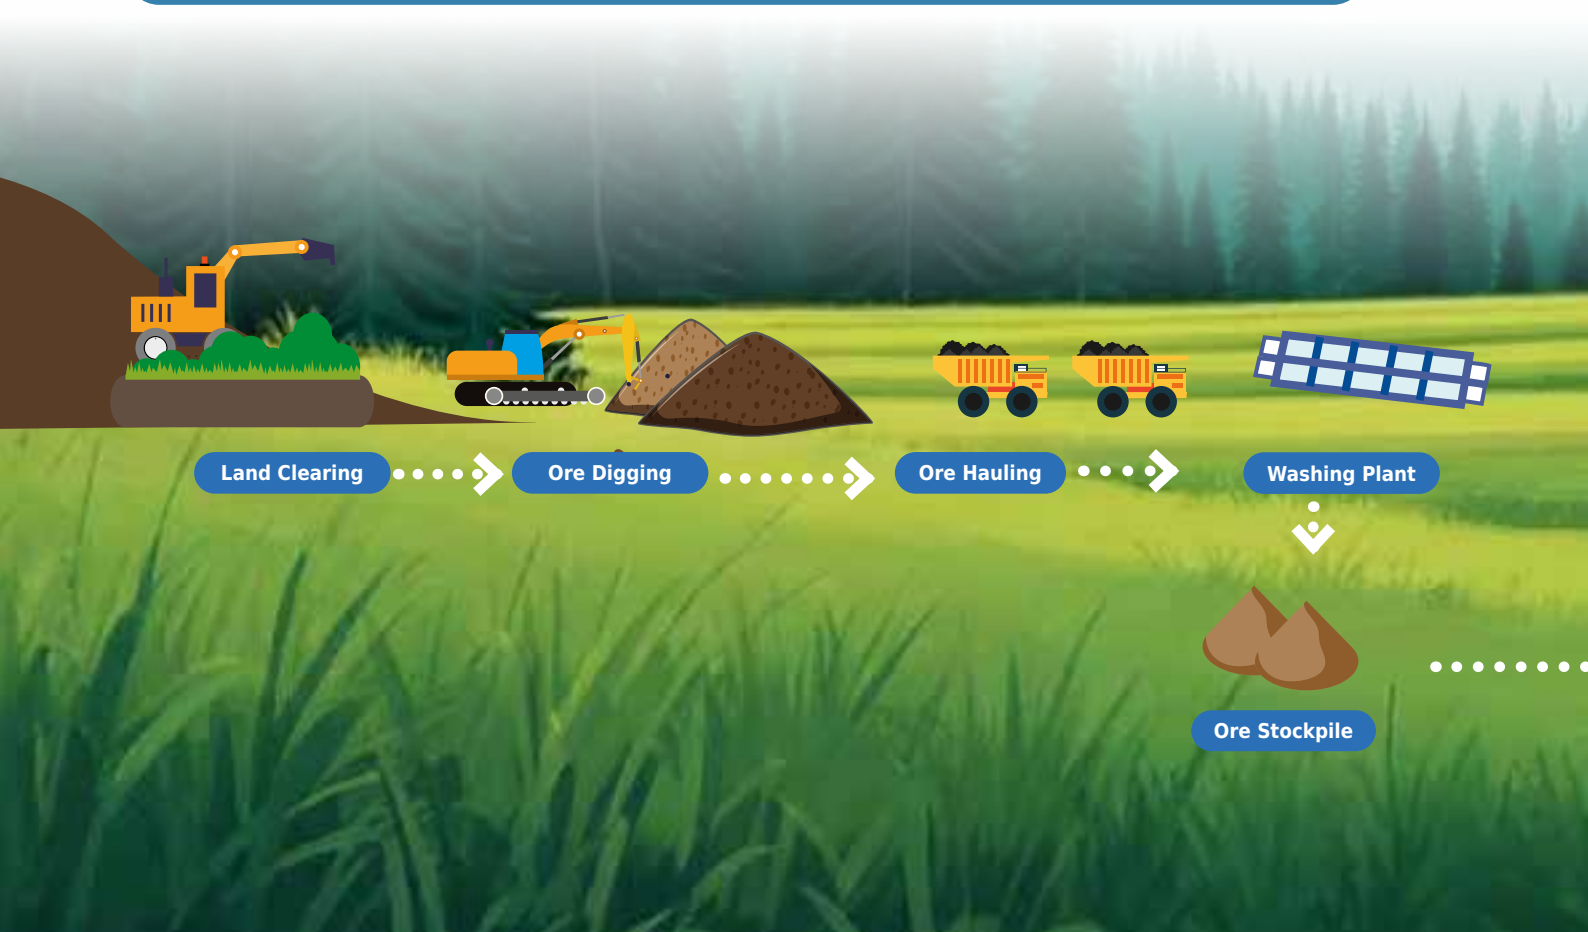 Land Clearing
Ore Digging
Ore Hauling
Washing Plant
Ore Stockpile